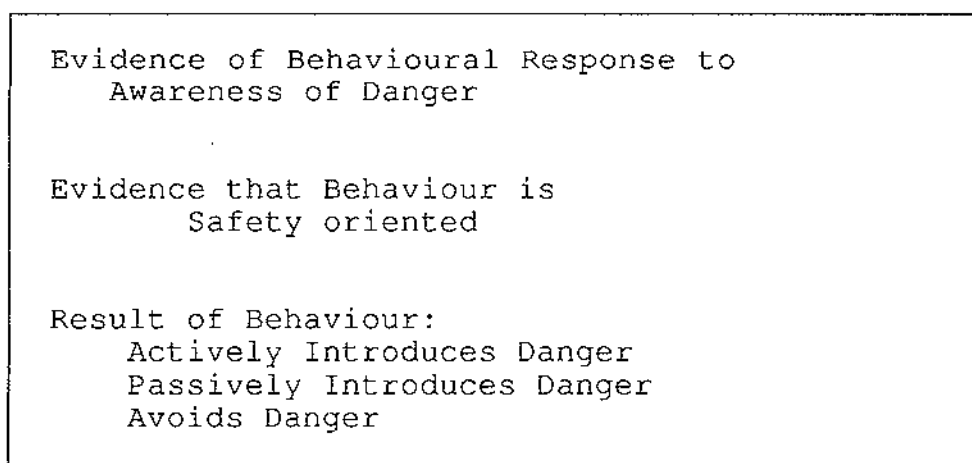 Evidence of Behavioural Response to
Awareness of Danger
Evidence that Behaviour is
Safety oriented
Result of Behaviour:
Actively Introduces Danger
Passively Introduces Danger
Avoids Danger